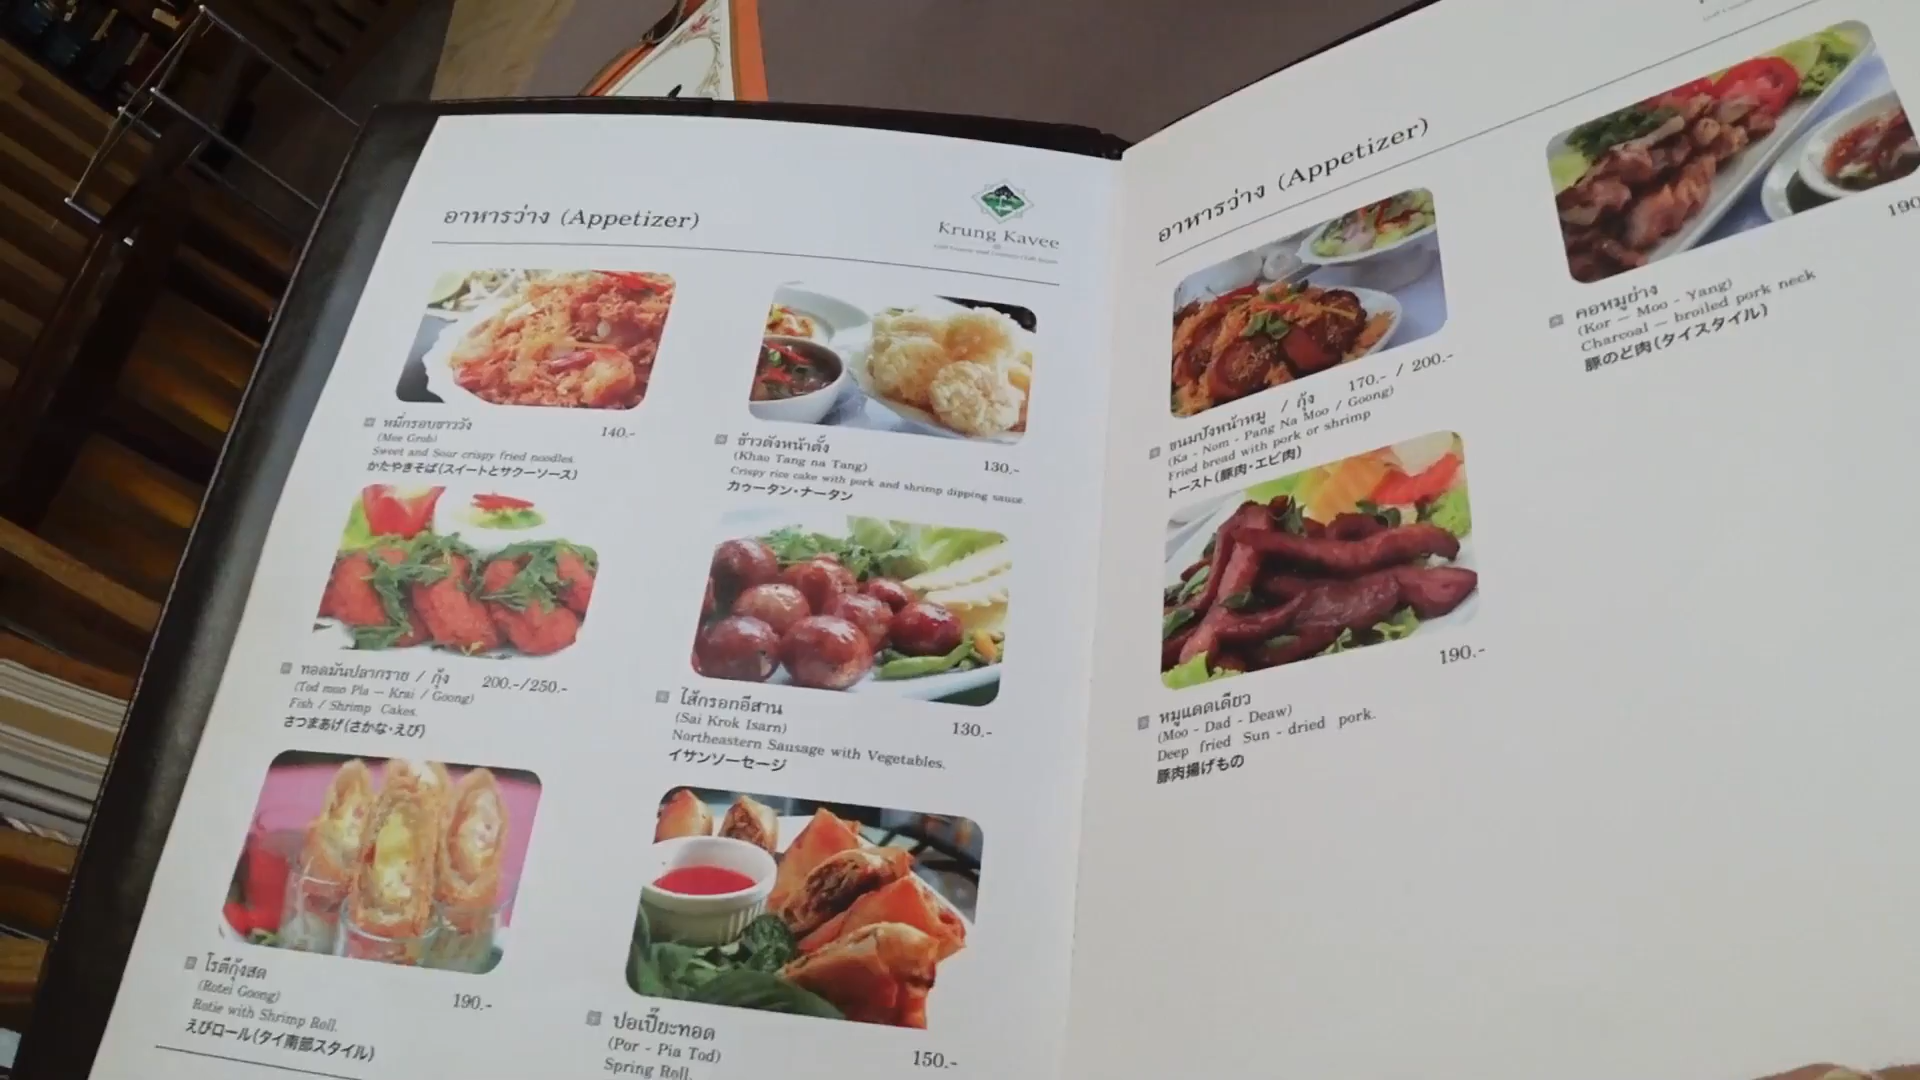 อาหารว่าง (Appetizer)
Krung Kavee
หมี่กรอบชาววัง 140.-
(Mee Grob)
Sweet and Sour crispy fried noodles.
かたやきそば(スイートとサワーソース)
ข้าวตังหน้าตั้ง
(Khao Tang na Tang) 130.-
Crispy rice cake with pork and shrimp dipping sauce.
カゥータン・ナータン
ทอดมันปลากราย / กุ้ง 200.-/250.-
(Tod mun Pla - Krai / Goong)
Fish / Shrimp Cakes.
さつまあげ(さかな・えび)
ไส้กรอกอีสาน
(Sai Krok Isarn) 130.-
Northeastern Sausage with Vegetables.
イサンソーセージ
โรตีกุ้งสด
(Rotei Goong) 190.-
Rotie with Shrimp Roll.
えびロール(タイ南部スタイル)
ปอเปี๊ยะทอด
(Por - Pia Tod) 150.-
Spring Roll.
อาหารว่าง (Appetizer)
170.- / 200.-
ขนมปังหน้าหมู / กุ้ง
(Ka - Nom - Pang Na Moo / Goong)
Fried bread with pork or shrimp
トースト(豚肉・エビ肉)
190.-
หมูแดดเดียว
(Moo - Dad - Deaw)
Deep fried Sun - dried pork.
豚肉揚げもの
190
คอหมูย่าง
(Kor - Moo - Yang)
Charcoal - broiled pork neck
豚のど肉(タイスタイル)